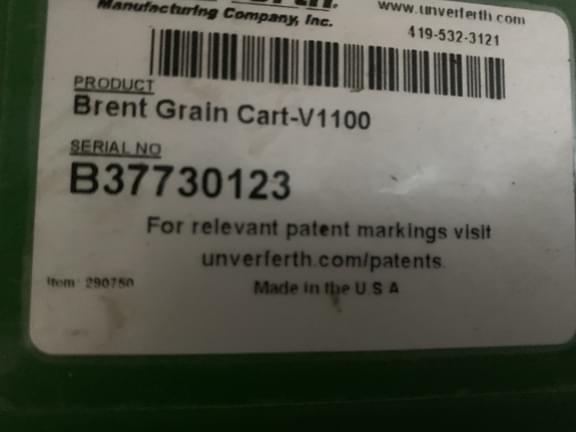 www.unverferth.com
Manufacturing Company, Inc.
419-532-3121
PRODUCT
Brent Grain Cart-V1100
SERIAL NO
B37730123
For relevant patent markings visit
unverferth.com/patents.
Item: 290750
Made in the U S A